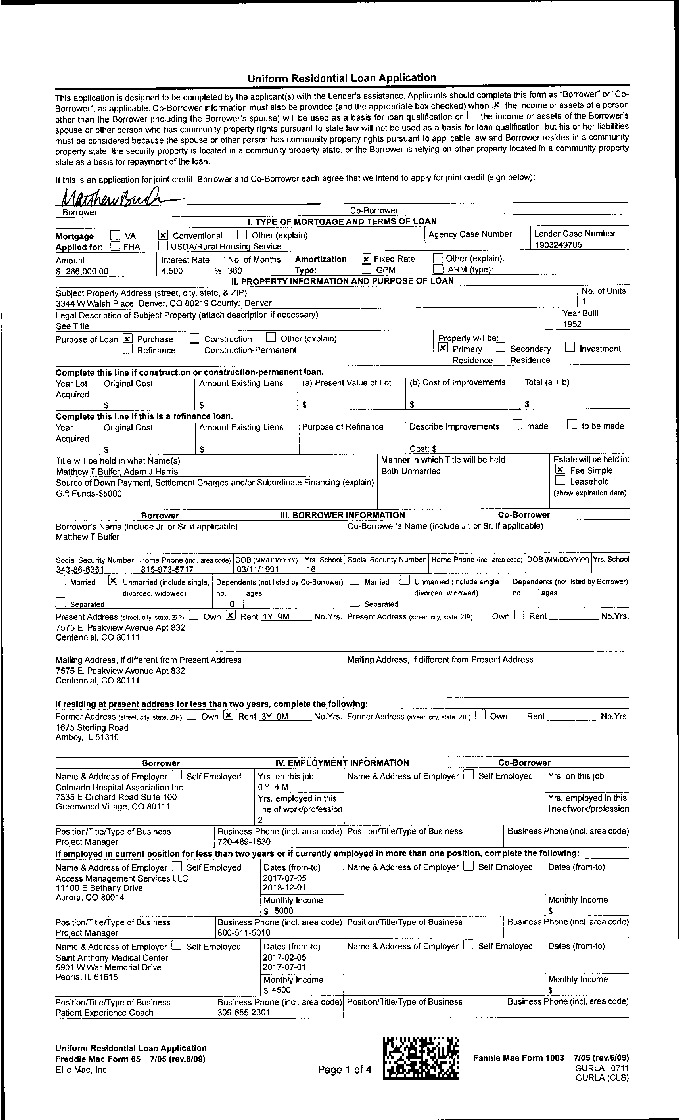 Uniform Residential Loan Application
This application is designed to be completed by the applicant(s) with the Lender's assistance. Applicants should complete this form as "Borrower" or "Co-
Borrower", as applicable. Co-Borrower information must also be provided (and the appropriate box checked) when X the income or assets of a person
other than the Borrower (including the Borrower's spouse) will be used as a basis for loan qualification or the income or assets of the Borrower's
spouse or other person who has community property rights pursuant to state law will not be used as a basis for loan qualification, but his or her liabilities
must be considered because the spouse or other person has community property rights pursuant to applicable law and Borrower resides in a community
property state, the security property is located in a community property state, or the Borrower is relying on other property located in a community property
state as a basis for repayment of the loan.
If this is an application for joint credit, Borrower and Co-Borrower each agree that we intend to apply for joint credit (sign below):
Borrower Co-Borrower
I. TYPE OF MORTGAGE AND TERMS OF LOAN
Mortgage VA X Conventional Other (explain) Agency Case Number Lender Case Number
Applied for: FHA USDA/Rural Housing Service
Amount Interest Rate No. of Months Amortization X Fixed Rate Other (explain):
$ 4.500 % 360 Type: GPM ARM (type):
II. PROPERTY INFORMATION AND PURPOSE OF LOAN
Subject Property Address (street, city, state, & ZIP) No. of Units
3344 W Walsh Place, Denver, CO 80219 County: Denver 1
Legal Description of Subject Property (attach description if necessary) Year Built
See Title 1952
Purpose of Loan X Purchase Construction Other (explain) Property will be:
Refinance Construction-Permanent X Primary Residence Secondary Residence Investment
Complete this line if construction or construction-permanent loan.
Year Lot Acquired Original Cost Amount Existing Liens (a) Present Value of Lot (b) Cost of Improvements Total (a + b)
$ $ $ $ $
Complete this line if this is a refinance loan.
Year Acquired Original Cost Amount Existing Liens Purpose of Refinance Describe Improvements made to be made
$ $ Cost: $
Title will be held in what Name(s) Manner in which Title will be held Estate will be held in:
Matthew T Butler, Adam J Harris Both Unmarried X Fee Simple
Source of Down Payment, Settlement Charges and/or Subordinate Financing (explain) Leasehold
Gift Funds-$5000 (show expiration date)
Borrower III. BORROWER INFORMATION Co-Borrower
Borrower's Name (include Jr. or Sr. if applicable) Co-Borrower's Name (include Jr. or Sr. if applicable)
Matthew T Butler
Social Security Number Home Phone (incl. area code) DOB (MM/DD/YYYY) Yrs. School Social Security Number Home Phone (incl. area code) DOB (MM/DD/YYYY) Yrs. School
Married X Unmarried (include single, divorced, widowed) Dependents (not listed by Co-Borrower) Married Unmarried (include single, divorced, widowed) Dependents (not listed by Borrower)
Separated no. 0 ages Separated no. ages
Present Address (street, city, state, ZIP) Own X Rent 1Y 9M No.Yrs. Present Address (street, city, state, ZIP) Own Rent No.Yrs.
7575 E. Peakview Avenue Apt 832
Centennial, CO 80111
Mailing Address, if different from Present Address Mailing Address, if different from Present Address
7575 E. Peakview Avenue Apt 832
Centennial, CO 80111
If residing at present address for less than two years, complete the following:
Former Address (street, city, state, ZIP) Own X Rent 3Y 0M No.Yrs. Former Address (street, city, state, ZIP) Own Rent No.Yrs.
1675 Sterling Road
Amboy, IL 61310
Borrower IV. EMPLOYMENT INFORMATION Co-Borrower
Name & Address of Employer Self Employed Yrs. on this job Name & Address of Employer Self Employed Yrs. on this job
Colorado Hospital Association Inc 0Y 4M
7335 E Orchard Road Suite 100 Yrs. employed in this line of work/profession Yrs. employed in this line of work/profession
Greenwood Village, CO 80111 2
Position/Title/Type of Business Business Phone (incl. area code) Position/Title/Type of Business Business Phone (incl. area code)
Project Manager
If employed in current position for less than two years or if currently employed in more than one position, complete the following:
Name & Address of Employer Self Employed Dates (from-to) Name & Address of Employer Self Employed Dates (from-to)
Access Management Services LLC 2017-07-05
11100 E Bethany Drive 2018-12-01
Aurora, CO 80014 Monthly Income Monthly Income
$ 5000 $
Position/Title/Type of Business Business Phone (incl. area code) Position/Title/Type of Business Business Phone (incl. area code)
Project Manager 800-511-5010
Name & Address of Employer Self Employed Dates (from-to) Name & Address of Employer Self Employed Dates (from-to)
Saint Anthony Medical Center 2017-02-05
5901 W War Memorial Drive 2017-07-01
Peoria, IL 61615 Monthly Income Monthly Income
$ 4500 $
Position/Title/Type of Business Business Phone (incl. area code) Position/Title/Type of Business Business Phone (incl. area code)
Patient Experience Coach 309-655-2301
Uniform Residential Loan Application
Freddie Mac Form 65 7/05 (rev.6/09) Fannie Mae Form 1003 7/05 (rev.6/09)
Ellie Mae, Inc. Page 1 of 4 GURLA 0711
GURLA (CLS)